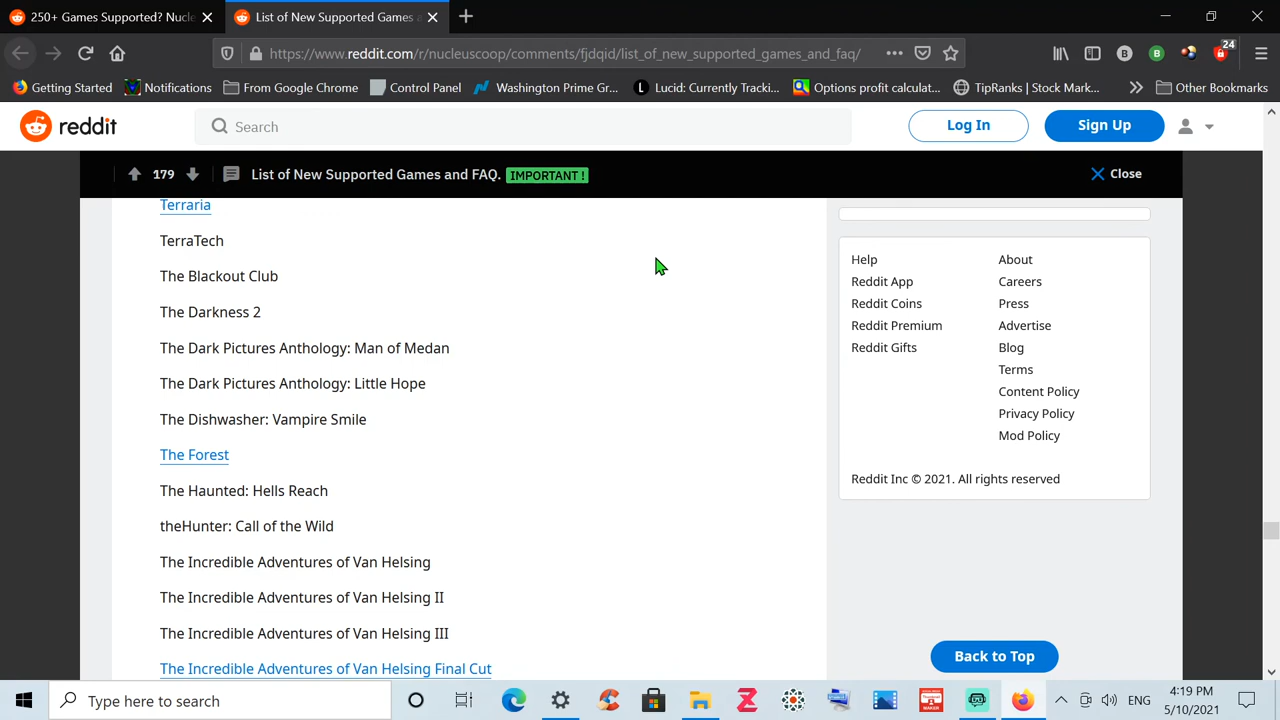 250+ Games Supported? Nucle
List of New Supported Games a
https://www.reddit.com/r/nucleuscoop/comments/fjdqid/list_of_new_supported_games_and_faq/
24
Getting Started
Notifications
From Google Chrome
Control Panel
Washington Prime Gr...
Lucid: Currently Tracki...
Options profit calculat...
TipRanks | Stock Mark...
Other Bookmarks
reddit
Search
Log In
Sign Up
179
List of New Supported Games and FAQ.
IMPORTANT !
Close
Terraria
TerraTech
The Blackout Club
The Darkness 2
The Dark Pictures Anthology: Man of Medan
The Dark Pictures Anthology: Little Hope
The Dishwasher: Vampire Smile
The Forest
The Haunted: Hells Reach
theHunter: Call of the Wild
The Incredible Adventures of Van Helsing
The Incredible Adventures of Van Helsing II
The Incredible Adventures of Van Helsing III
The Incredible Adventures of Van Helsing Final Cut
Help
About
Reddit App
Careers
Reddit Coins
Press
Reddit Premium
Advertise
Reddit Gifts
Blog
Terms
Content Policy
Privacy Policy
Mod Policy
Reddit Inc © 2021. All rights reserved
Back to Top
Type here to search
ENG
4:19 PM
5/10/2021